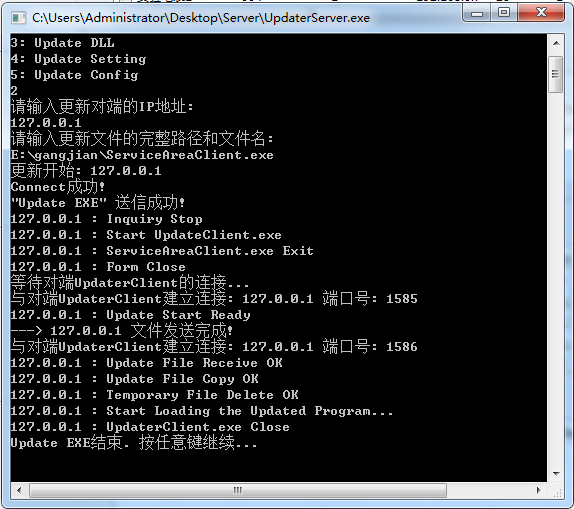 C:\Users\Administrator\Desktop\Server\UpdaterServer.exe
3: Update DLL
4: Update Setting
5: Update Config
2
请输入更新对端的IP地址:
127.0.0.1
请输入更新文件的完整路径和文件名:
E:\gangjian\ServiceAreaClient.exe
更新开始: 127.0.0.1
Connect成功!
"Update EXE" 送信成功!
127.0.0.1 : Inquiry Stop
127.0.0.1 : Start UpdateClient.exe
127.0.0.1 : ServiceAreaClient.exe Exit
127.0.0.1 : Form Close
等待对端UpdaterClient的连接...
与对端UpdaterClient建立连接: 127.0.0.1 端口号: 1585
127.0.0.1 : Update Start Ready
---> 127.0.0.1 文件发送完成!
与对端UpdaterClient建立连接: 127.0.0.1 端口号: 1586
127.0.0.1 : Update File Receive OK
127.0.0.1 : Update File Copy OK
127.0.0.1 : Temporary File Delete OK
127.0.0.1 : Start Loading the Updated Program...
127.0.0.1 : UpdaterClient.exe Close
Update EXE结束. 按任意键继续...